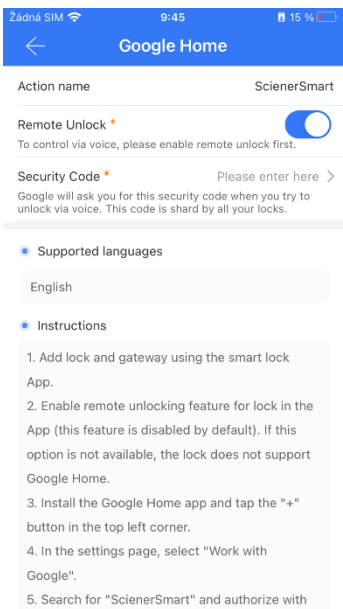 Žádná SIM 9:45 15 %
Google Home
Action name ScienerSmart
Remote Unlock *
To control via voice, please enable remote unlock first.
Security Code * Please enter here
Google will ask you for this security code when you try to
unlock via voice. This code is shard by all your locks.
Supported languages
English
Instructions
1. Add lock and gateway using the smart lock
App.
2. Enable remote unlocking feature for lock in the
App (this feature is disabled by default). If this
option is not available, the lock does not support
Google Home.
3. Install the Google Home app and tap the "+"
button in the top left corner.
4. In the settings page, select "Work with
Google".
5. Search for "ScienerSmart" and authorize with